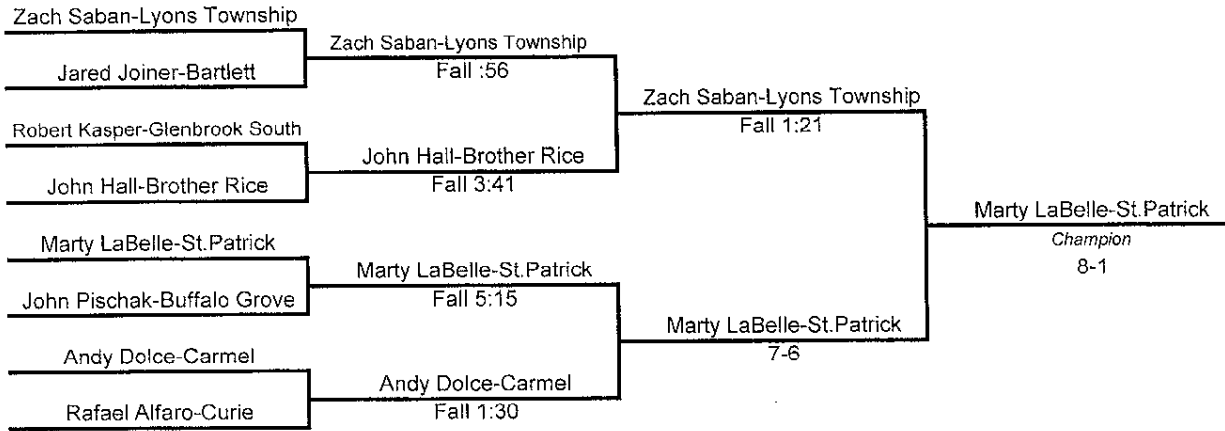 Zach Saban-Lyons Township
Jared Joiner-Bartlett
Robert Kasper-Glenbrook South
John Hall-Brother Rice
Marty LaBelle-St.Patrick
John Pischak-Buffalo Grove
Andy Dolce-Carmel
Rafael Alfaro-Curie
Zach Saban-Lyons Township
Fall :56
John Hall-Brother Rice
Fall 3:41
Marty LaBelle-St.Patrick
Fall 5:15
Andy Dolce-Carmel
Fall 1:30
Zach Saban-Lyons Township
Fall 1:21
Marty LaBelle-St.Patrick
7-6
Marty LaBelle-St.Patrick
Champion
8-1